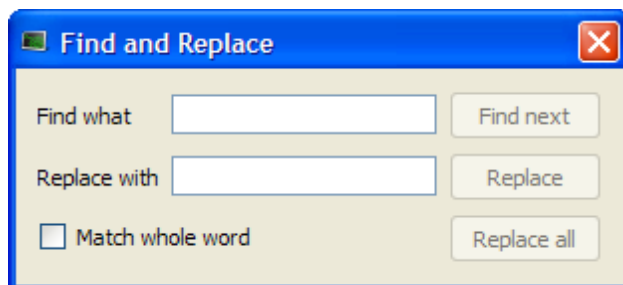 Find and Replace
Find what
Find next
Replace with
Replace
Match whole word
Replace all